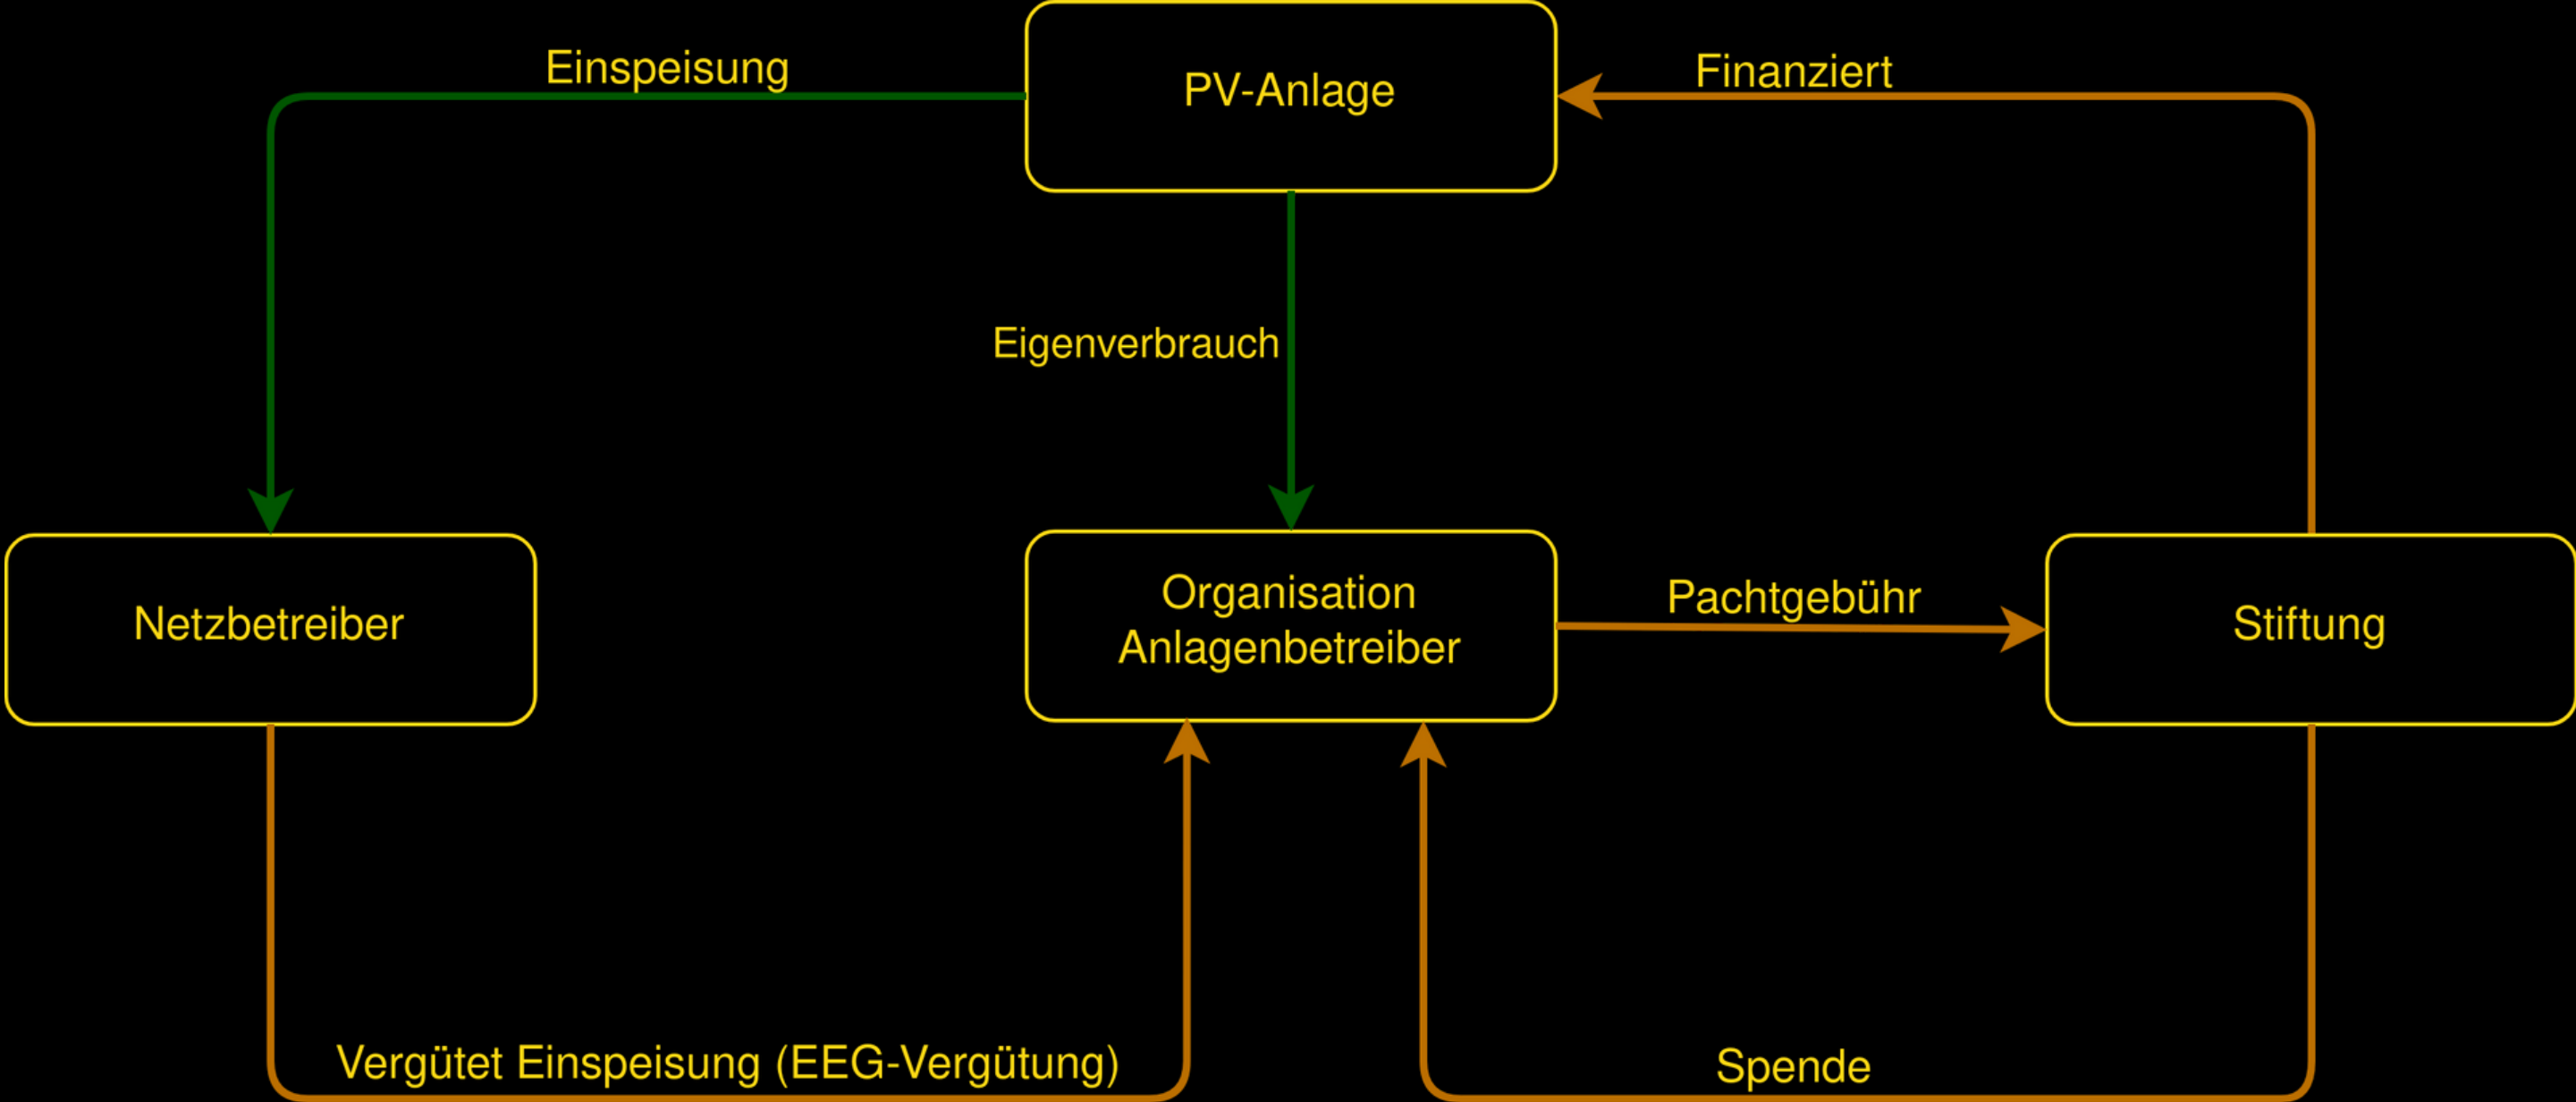 Einspeisung
PV-Anlage
Finanziert
Eigenverbrauch
Netzbetreiber
Organisation
Anlagenbetreiber
Pachtgebühr
Stiftung
Vergütet Einspeisung (EEG-Vergütung)
Spende